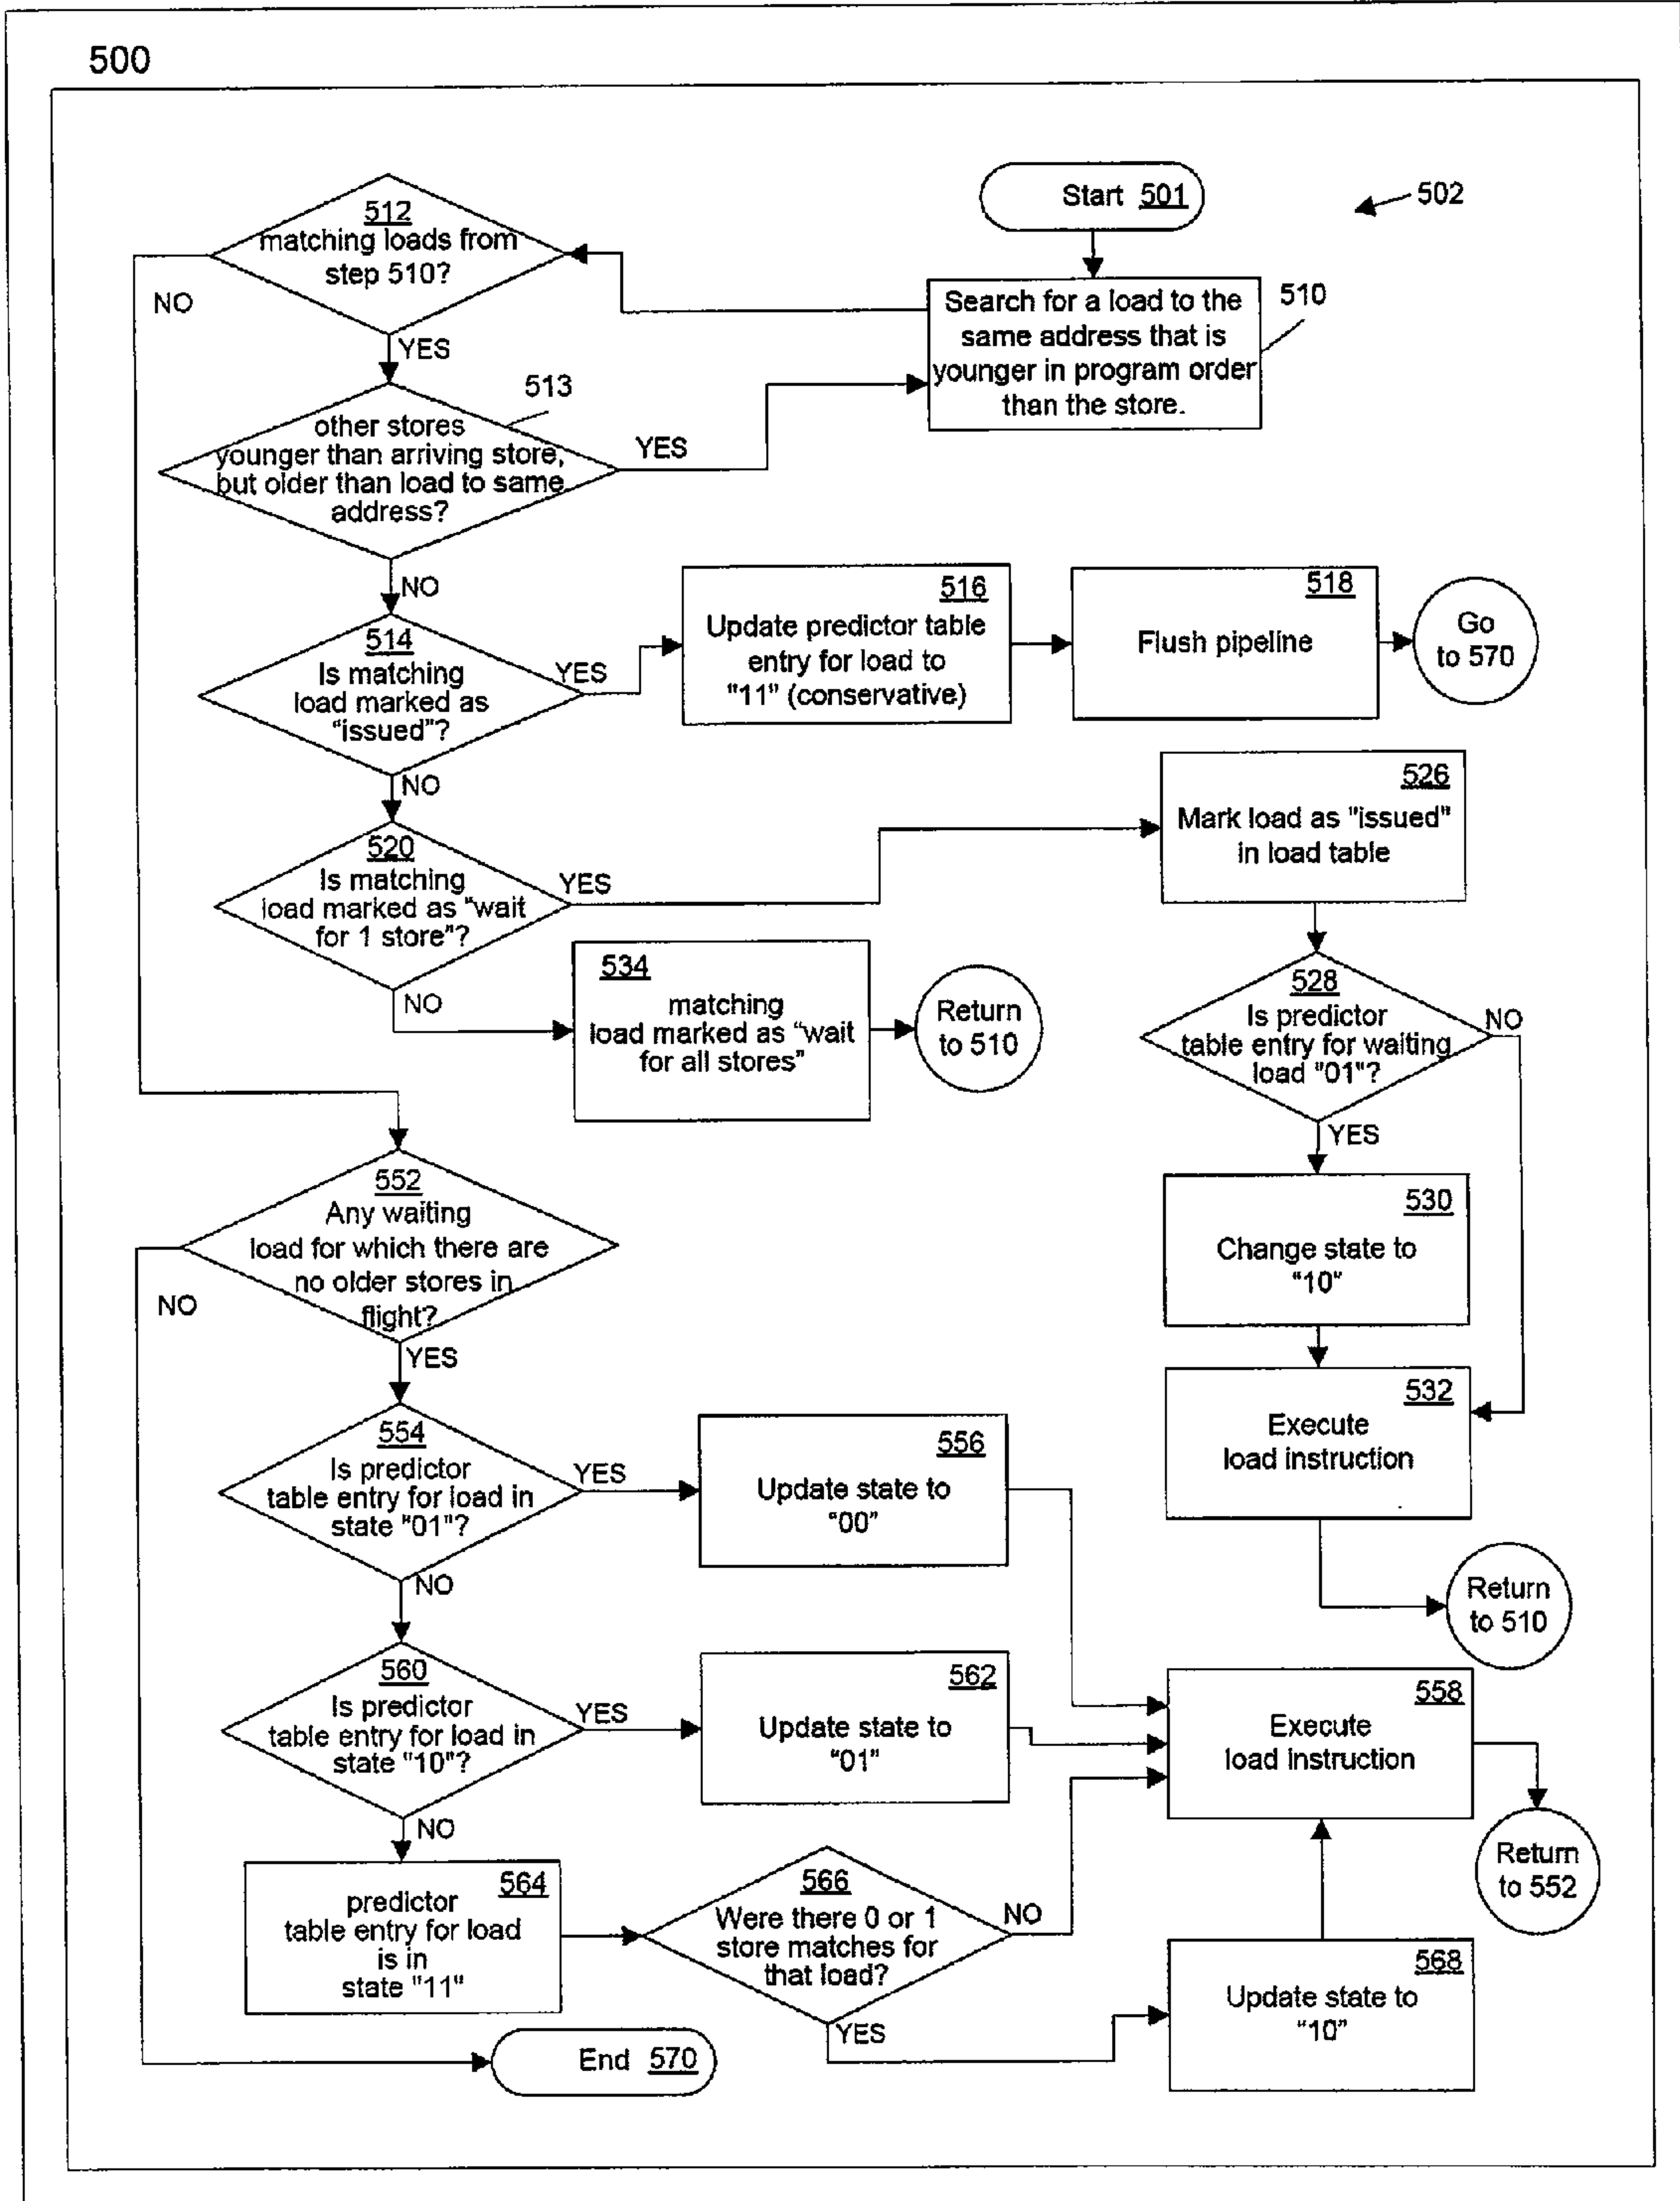 500
Start 501
502
512
matching loads from
step 510?
NO
YES
Search for a load to the
same address that is
younger in program order
than the store.
510
513
other stores
younger than arriving store,
but older than load to same
address?
YES
NO
514
Is matching
load marked as
"issued"?
YES
NO
516
Update predictor table
entry for load to
"11" (conservative)
518
Flush pipeline
Go
to 570
520
Is matching
load marked as "wait
for 1 store"?
YES
NO
526
Mark load as "issued"
in load table
534
matching
load marked as "wait
for all stores"
Return
to 510
528
Is predictor
table entry for waiting
load "01"?
NO
YES
530
Change state to
"10"
532
Execute
load instruction
Return
to 510
552
Any waiting
load for which there are
no older stores in
flight?
NO
YES
554
Is predictor
table entry for load in
state "01"?
YES
NO
556
Update state to
"00"
560
Is predictor
table entry for load in
state "10"?
YES
NO
562
Update state to
"01"
558
Execute
load instruction
Return
to 552
564
predictor
table entry for load
is in
state "11"
566
Were there 0 or 1
store matches for
that load?
NO
YES
568
Update state to
"10"
End 570